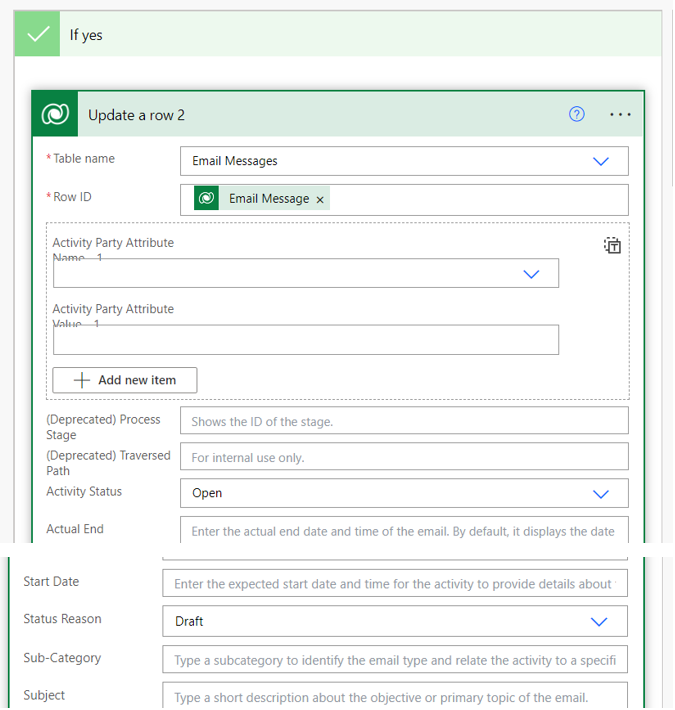 If yes
Update a row 2
* Table name
Email Messages
* Row ID
Email Message ×
Activity Party Attribute
Name - 1
Activity Party Attribute
Value - 1
Add new item
(Deprecated) Process
Stage
Shows the ID of the stage.
(Deprecated) Traversed
Path
For internal use only.
Activity Status
Open
Actual End
Enter the actual end date and time of the email. By default, it displays the date
Start Date
Enter the expected start date and time for the activity to provide details about
Status Reason
Draft
Sub-Category
Type a subcategory to identify the email type and relate the activity to a specifi
Subject
Type a short description about the objective or primary topic of the email.